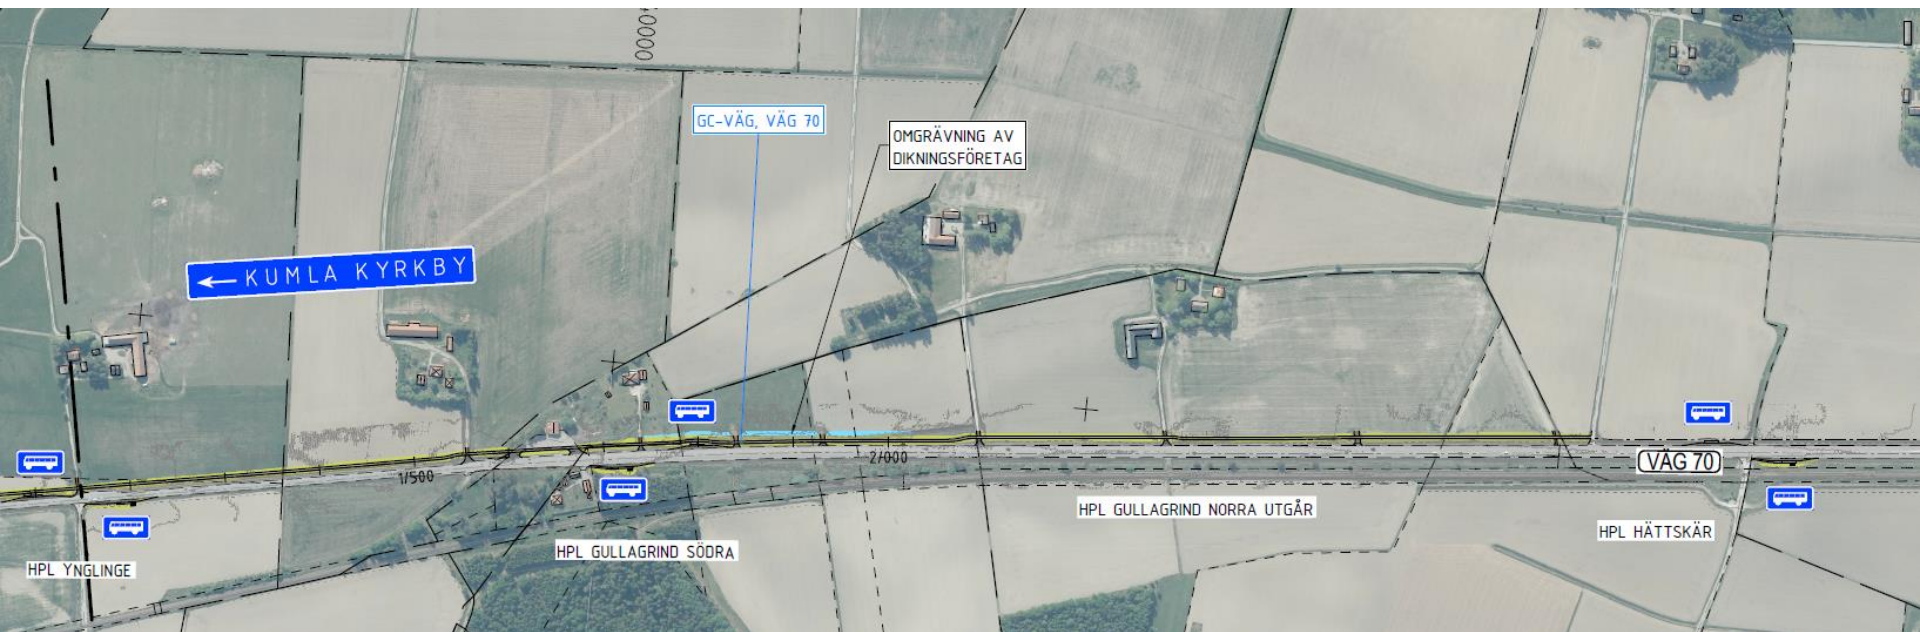 0000
GC-VÄG, VÄG 70
OMGRÄVNING AV
DIKNINGSFÖRETAG
← KUMLA KYRKBY
1/500
2/000
VÄG 70
HPL GULLAGRIND NORRA UTGÅR
HPL HÄTTSKÄR
HPL GULLAGRIND SÖDRA
HPL YNGLINGE